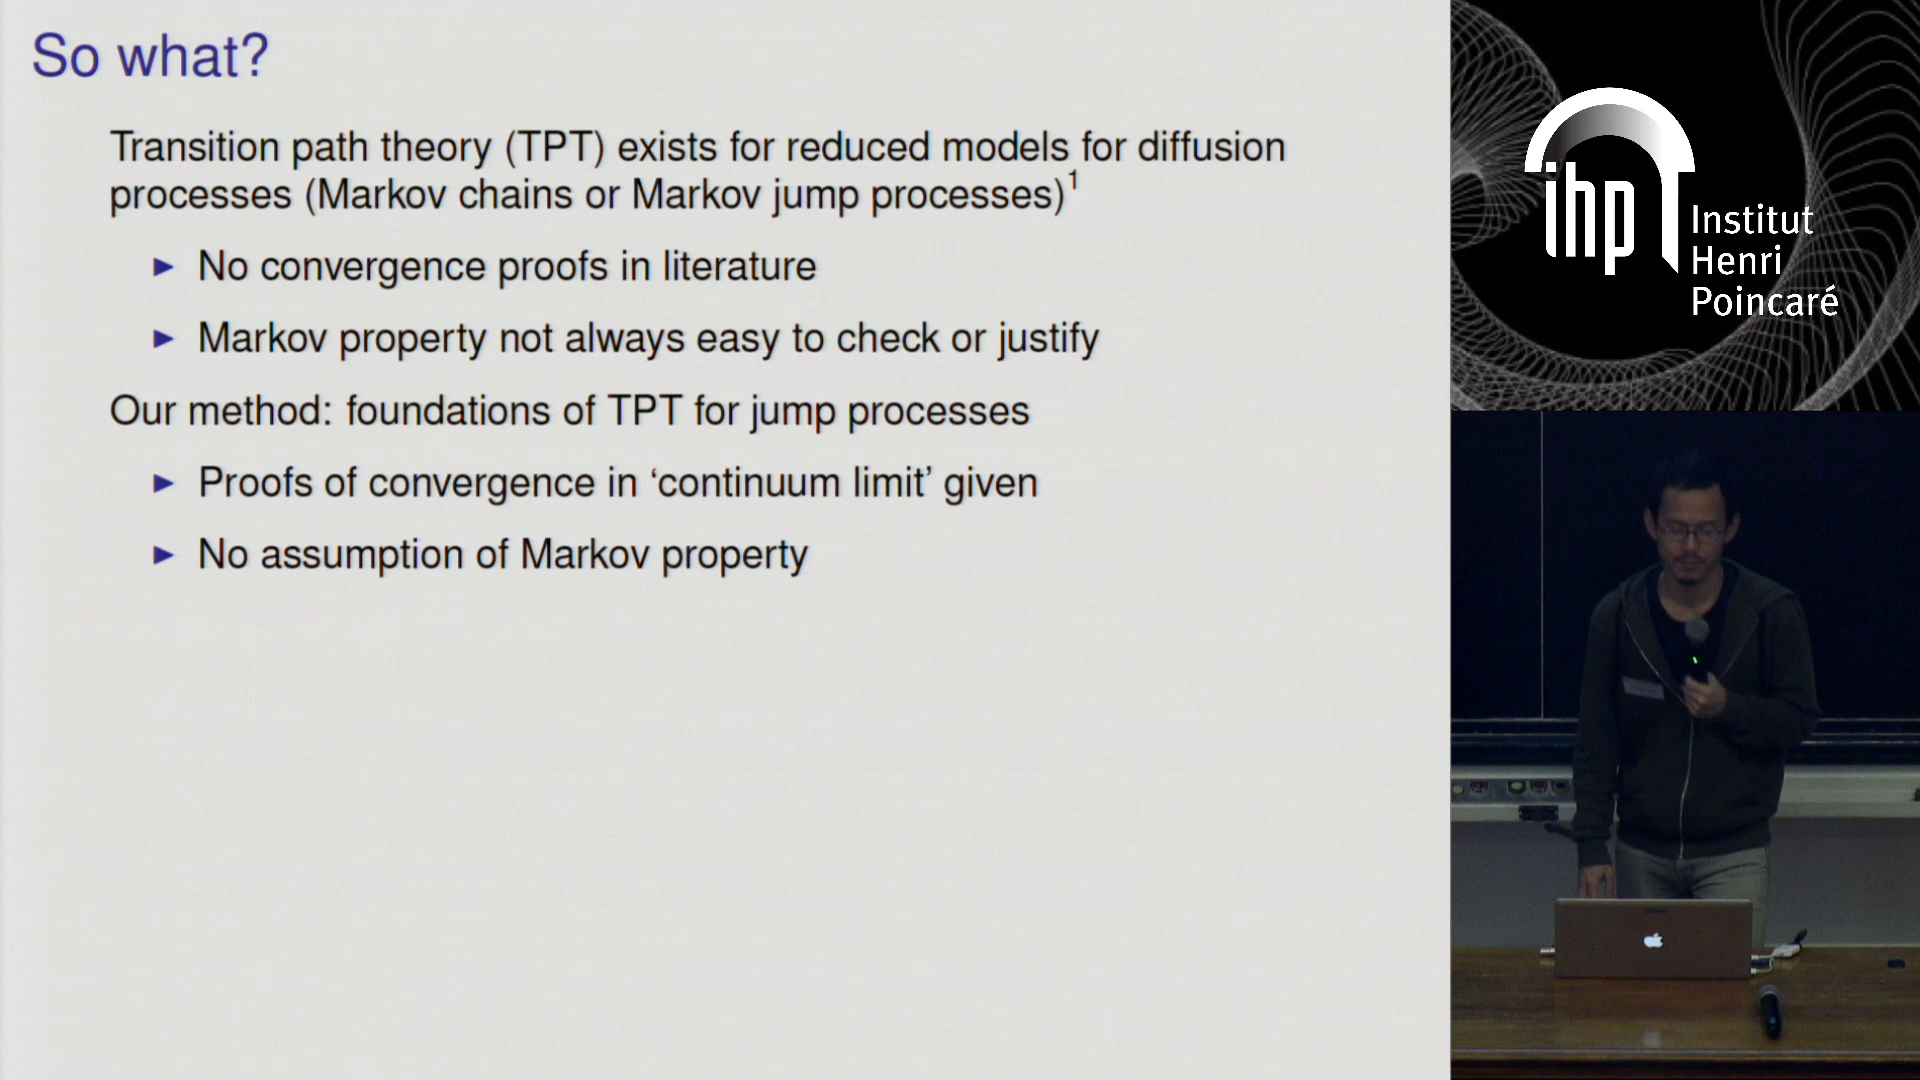 So what?
Transition path theory (TPT) exists for reduced models for diffusion
processes (Markov chains or Markov jump processes)¹
► No convergence proofs in literature
► Markov property not always easy to check or justify
Our method: foundations of TPT for jump processes
► Proofs of convergence in ‘continuum limit’ given
► No assumption of Markov property
ihp
Institut
Henri
Poincaré